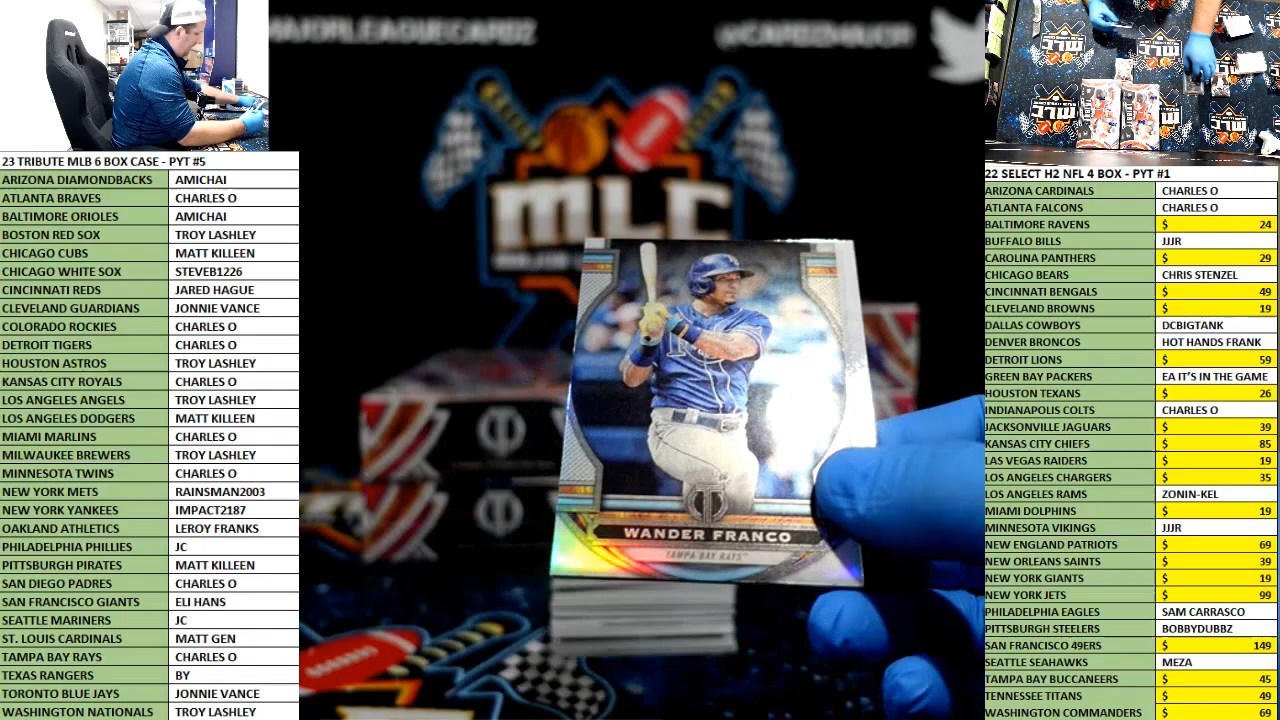 MAJORLEAGUECARDZ
@CARDZMAJOR
MLC
23 TRIBUTE MLB 6 BOX CASE - PYT #5
ARIZONA DIAMONDBACKS AMICHAI
ATLANTA BRAVES CHARLES O
BALTIMORE ORIOLES AMICHAI
BOSTON RED SOX TROY LASHLEY
CHICAGO CUBS MATT KILLEEN
CHICAGO WHITE SOX STEVEB1226
CINCINNATI REDS JARED HAGUE
CLEVELAND GUARDIANS JONNIE VANCE
COLORADO ROCKIES CHARLES O
DETROIT TIGERS CHARLES O
HOUSTON ASTROS TROY LASHLEY
KANSAS CITY ROYALS CHARLES O
LOS ANGELES ANGELS TROY LASHLEY
LOS ANGELES DODGERS MATT KILLEEN
MIAMI MARLINS CHARLES O
MILWAUKEE BREWERS TROY LASHLEY
MINNESOTA TWINS CHARLES O
NEW YORK METS RAINSMAN2003
NEW YORK YANKEES IMPACT2187
OAKLAND ATHLETICS LEROY FRANKS
PHILADELPHIA PHILLIES JC
PITTSBURGH PIRATES MATT KILLEEN
SAN DIEGO PADRES CHARLES O
SAN FRANCISCO GIANTS ELI HANS
SEATTLE MARINERS JC
ST. LOUIS CARDINALS MATT GEN
TAMPA BAY RAYS CHARLES O
TEXAS RANGERS BY
TORONTO BLUE JAYS JONNIE VANCE
WASHINGTON NATIONALS TROY LASHLEY
WANDER FRANCO
TAMPA BAY RAYS
22 SELECT H2 NFL 4 BOX - PYT #1
ARIZONA CARDINALS CHARLES O
ATLANTA FALCONS CHARLES O
BALTIMORE RAVENS $ 24
BUFFALO BILLS JJJR
CAROLINA PANTHERS $ 29
CHICAGO BEARS CHRIS STENZEL
CINCINNATI BENGALS $ 49
CLEVELAND BROWNS $ 19
DALLAS COWBOYS DCBIGTANK
DENVER BRONCOS HOT HANDS FRANK
DETROIT LIONS $ 59
GREEN BAY PACKERS EA IT'S IN THE GAME
HOUSTON TEXANS $ 26
INDIANAPOLIS COLTS CHARLES O
JACKSONVILLE JAGUARS $ 39
KANSAS CITY CHIEFS $ 85
LAS VEGAS RAIDERS $ 19
LOS ANGELES CHARGERS $ 35
LOS ANGELES RAMS ZONIN-KEL
MIAMI DOLPHINS $ 19
MINNESOTA VIKINGS JJJR
NEW ENGLAND PATRIOTS $ 69
NEW ORLEANS SAINTS $ 39
NEW YORK GIANTS $ 19
NEW YORK JETS $ 99
PHILADELPHIA EAGLES SAM CARRASCO
PITTSBURGH STEELERS BOBBYDUBBZ
SAN FRANCISCO 49ERS $ 149
SEATTLE SEAHAWKS MEZA
TAMPA BAY BUCCANEERS $ 45
TENNESSEE TITANS $ 49
WASHINGTON COMMANDERS $ 69